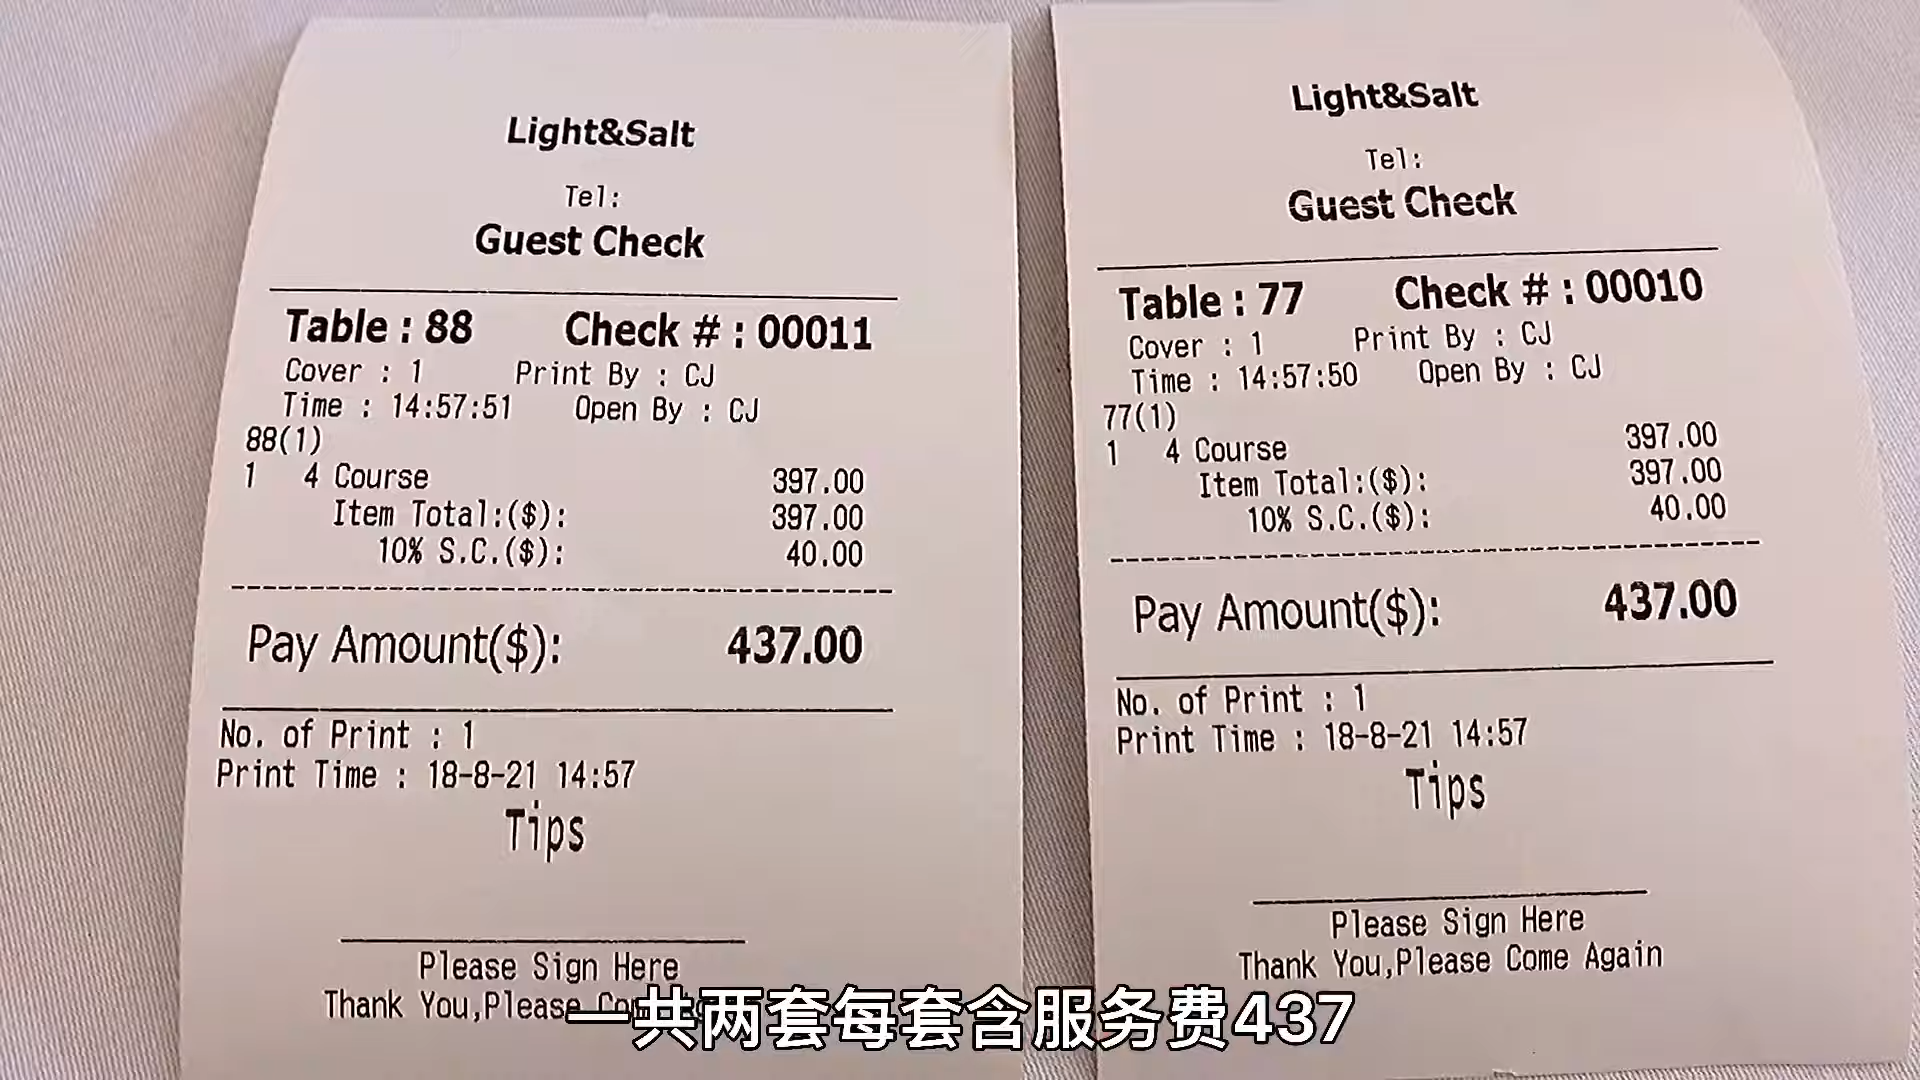 Light&Salt
Tel:
Guest Check
Table : 88 Check # : 00011
Cover : 1 Print By : CJ
Time : 14:57:51 Open By : CJ
88(1)
1 4 Course 397.00
Item Total:($): 397.00
10% S.C.($): 40.00
Pay Amount($): 437.00
No. of Print : 1
Print Time : 18-8-21 14:57
Tips
Please Sign Here
Thank You,Please
Light&Salt
Tel:
Guest Check
Table : 77 Check # : 00010
Cover : 1 Print By : CJ
Time : 14:57:50 Open By : CJ
77(1)
1 4 Course 397.00
Item Total:($): 397.00
10% S.C.($): 40.00
Pay Amount($): 437.00
No. of Print : 1
Print Time : 18-8-21 14:57
Tips
Please Sign Here
Thank You,Please Come Again
一共两套每套含服务费437